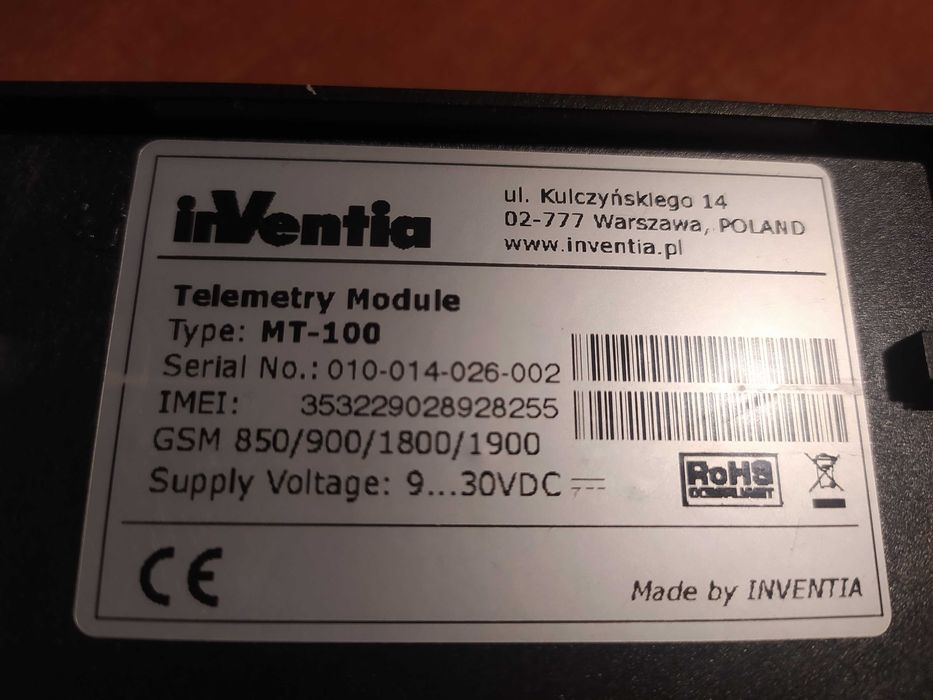 inVentia
ul. Kulczyńskiego 14
02-777 Warszawa, POLAND
www.inventia.pl
Telemetry Module
Type: MT-100
Serial No.: 010-014-026-002
IMEI: 353229028928255
GSM 850/900/1800/1900
Supply Voltage: 9...30VDC
RoHS
COMPLIANT
CE
Made by INVENTIA